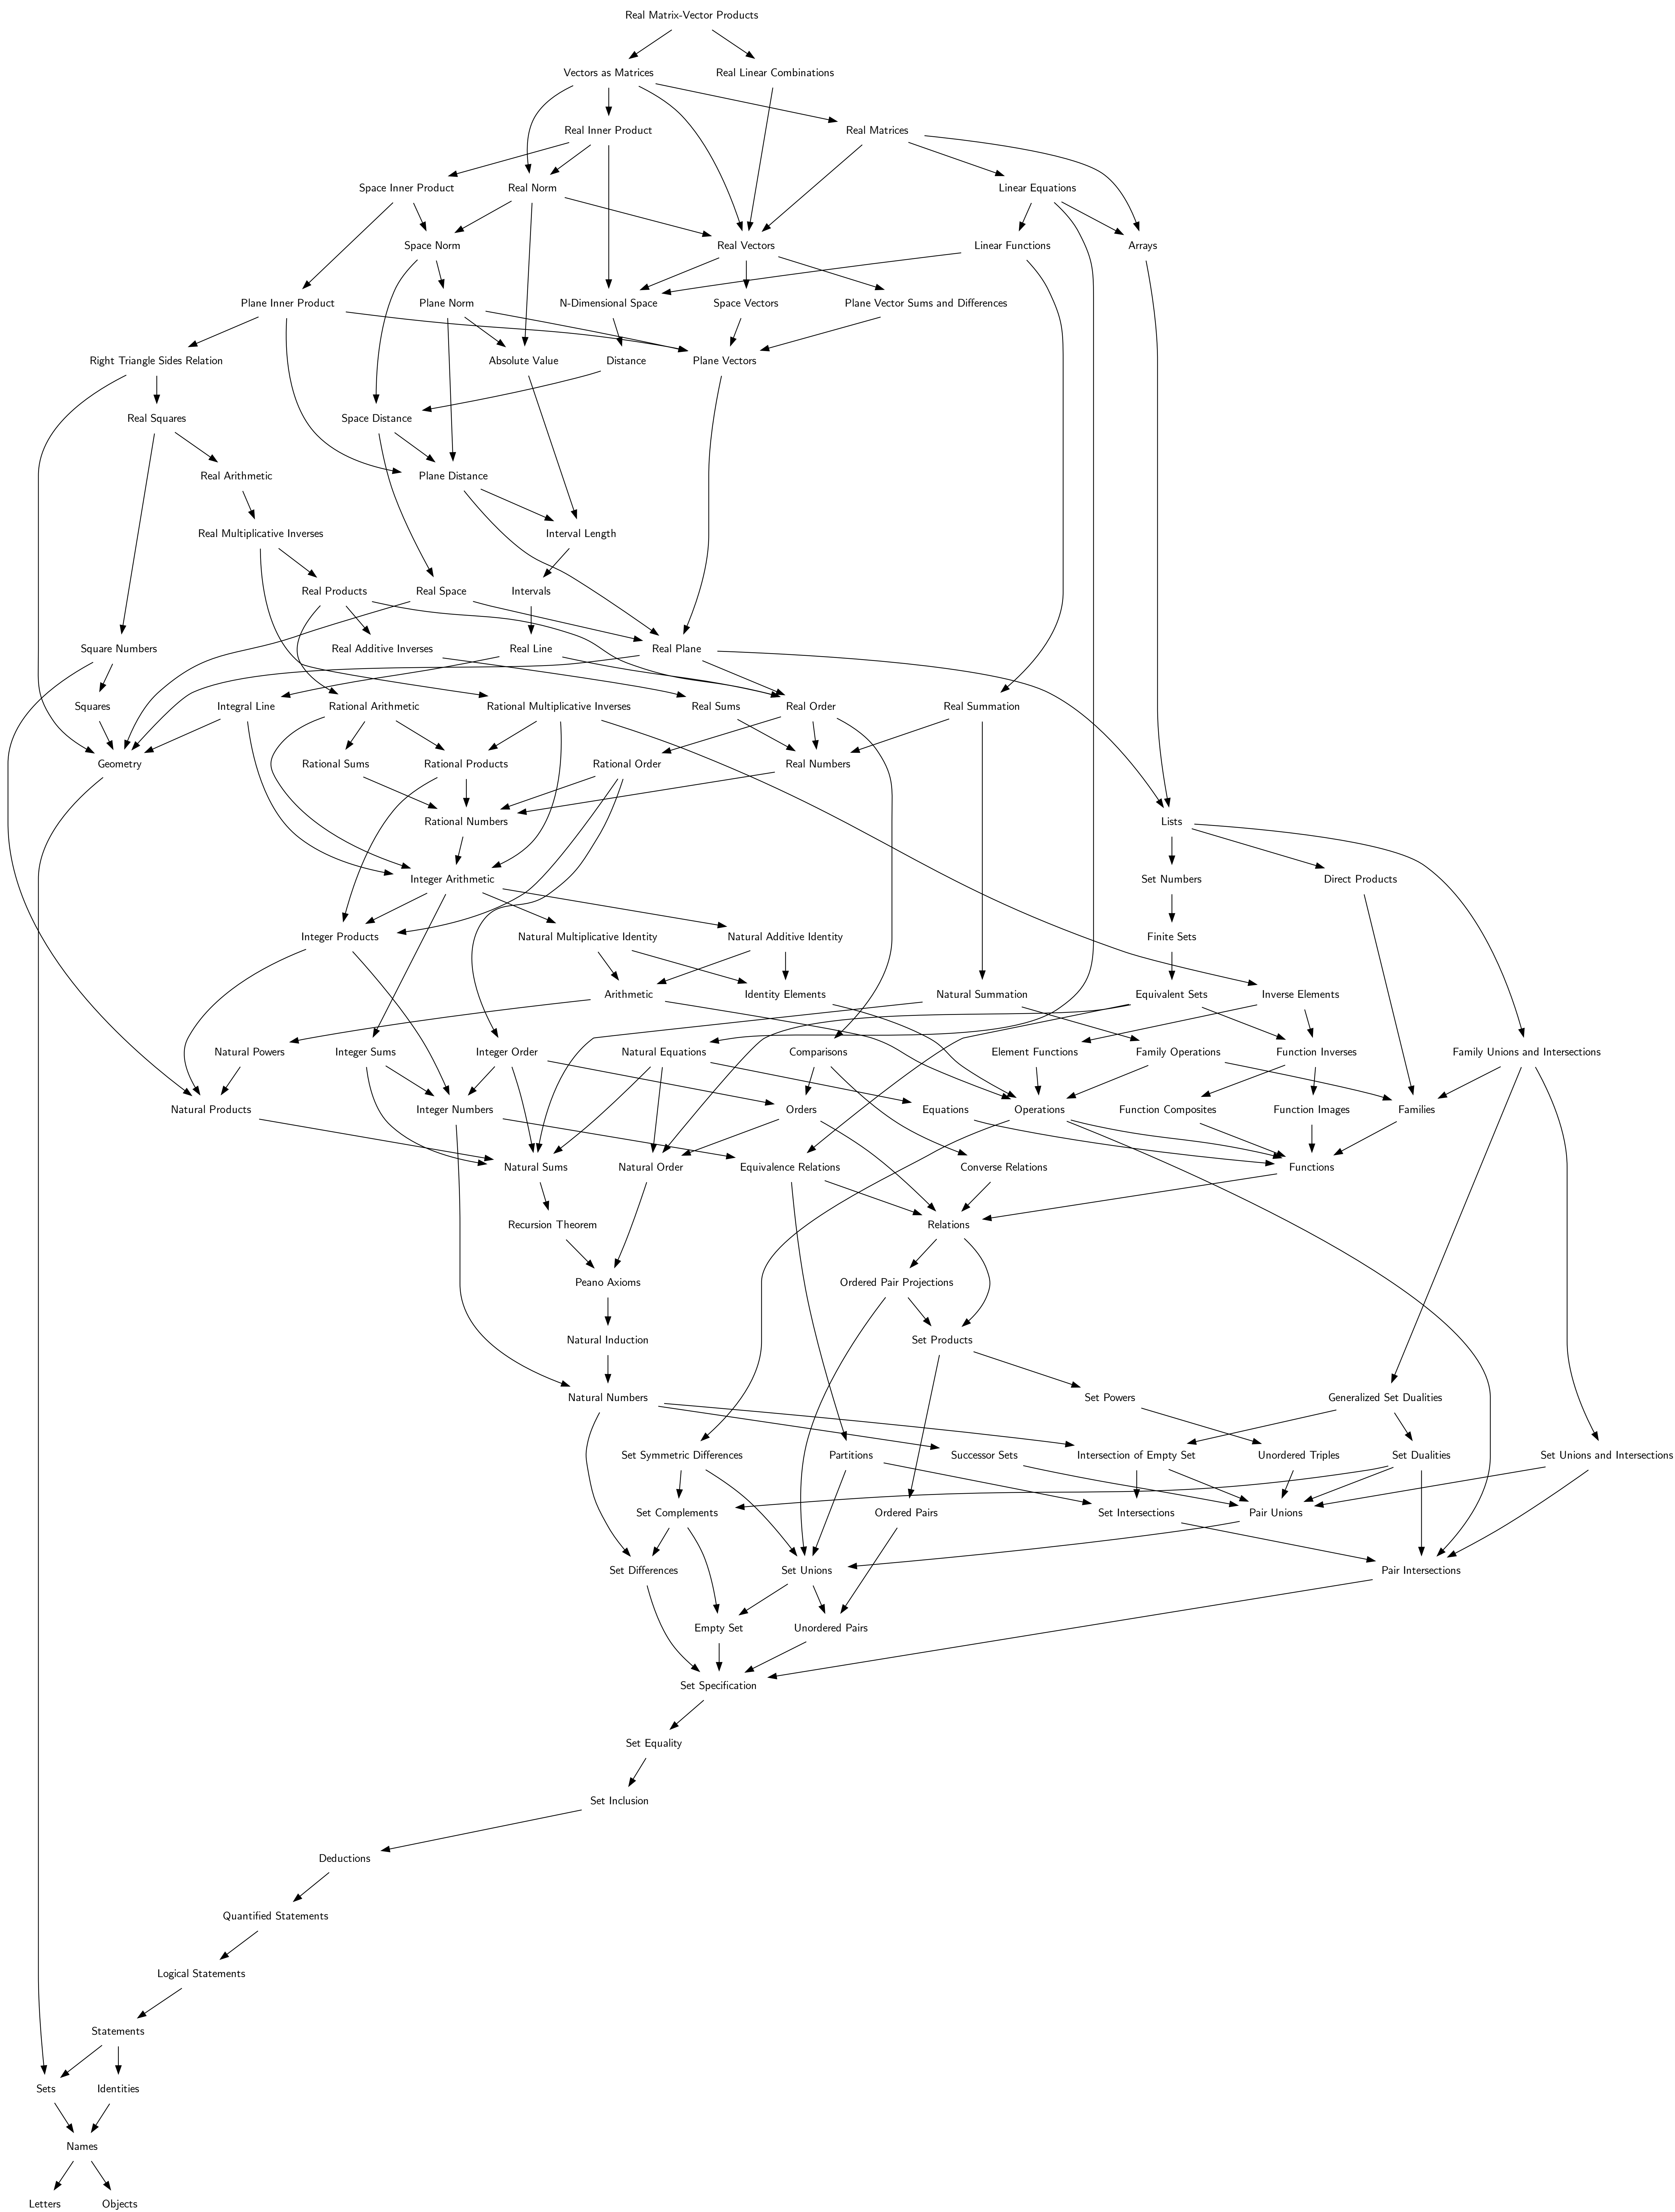 Real Matrix-Vector Products
Vectors as Matrices
Real Linear Combinations
Real Inner Product
Real Matrices
Space Inner Product
Real Norm
Linear Equations
Space Norm
Real Vectors
Linear Functions
Arrays
Plane Inner Product
Plane Norm
N-Dimensional Space
Space Vectors
Plane Vector Sums and Differences
Right Triangle Sides Relation
Absolute Value
Distance
Plane Vectors
Real Squares
Space Distance
Real Arithmetic
Plane Distance
Real Multiplicative Inverses
Interval Length
Real Products
Real Space
Intervals
Square Numbers
Real Additive Inverses
Real Line
Real Plane
Squares
Integral Line
Rational Arithmetic
Rational Multiplicative Inverses
Real Sums
Real Order
Real Summation
Geometry
Rational Sums
Rational Products
Rational Order
Real Numbers
Rational Numbers
Lists
Integer Arithmetic
Set Numbers
Direct Products
Integer Products
Natural Multiplicative Identity
Natural Additive Identity
Finite Sets
Arithmetic
Identity Elements
Natural Summation
Equivalent Sets
Inverse Elements
Natural Powers
Integer Sums
Integer Order
Natural Equations
Comparisons
Element Functions
Family Operations
Function Inverses
Family Unions and Intersections
Natural Products
Integer Numbers
Orders
Equations
Operations
Function Composites
Function Images
Families
Natural Sums
Natural Order
Equivalence Relations
Converse Relations
Functions
Recursion Theorem
Relations
Peano Axioms
Ordered Pair Projections
Natural Induction
Set Products
Natural Numbers
Set Powers
Generalized Set Dualities
Set Symmetric Differences
Partitions
Successor Sets
Intersection of Empty Set
Unordered Triples
Set Dualities
Set Unions and Intersections
Set Complements
Ordered Pairs
Set Intersections
Pair Unions
Set Differences
Set Unions
Pair Intersections
Empty Set
Unordered Pairs
Set Specification
Set Equality
Set Inclusion
Deductions
Quantified Statements
Logical Statements
Statements
Sets
Identities
Names
Letters
Objects